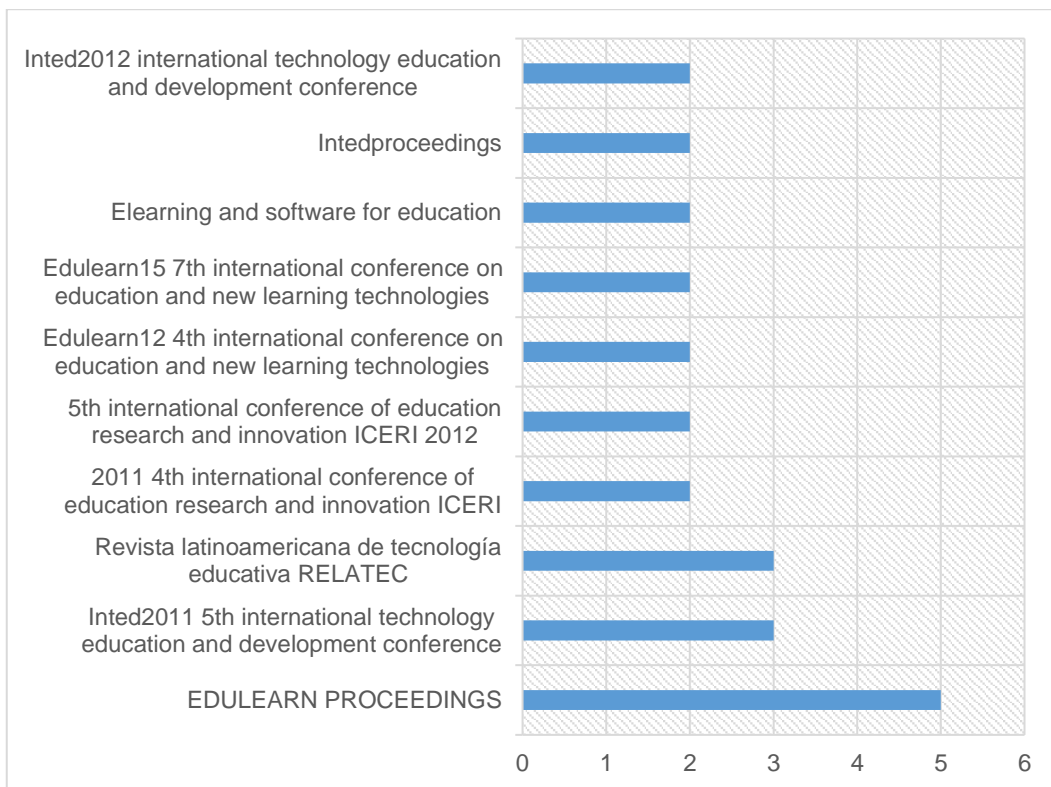 Inted2012 international technology education
and development conference
Intedproceedings
Elearning and software for education
Edulearn15 7th international conference on
education and new learning technologies
Edulearn12 4th international conference on
education and new learning technologies
5th international conference of education
research and innovation ICERI 2012
2011 4th international conference of
education research and innovation ICERI
Revista latinoamericana de tecnología
educativa RELATEC
Inted2011 5th international technology
education and development conference
EDULEARN PROCEEDINGS
0 1 2 3 4 5 6